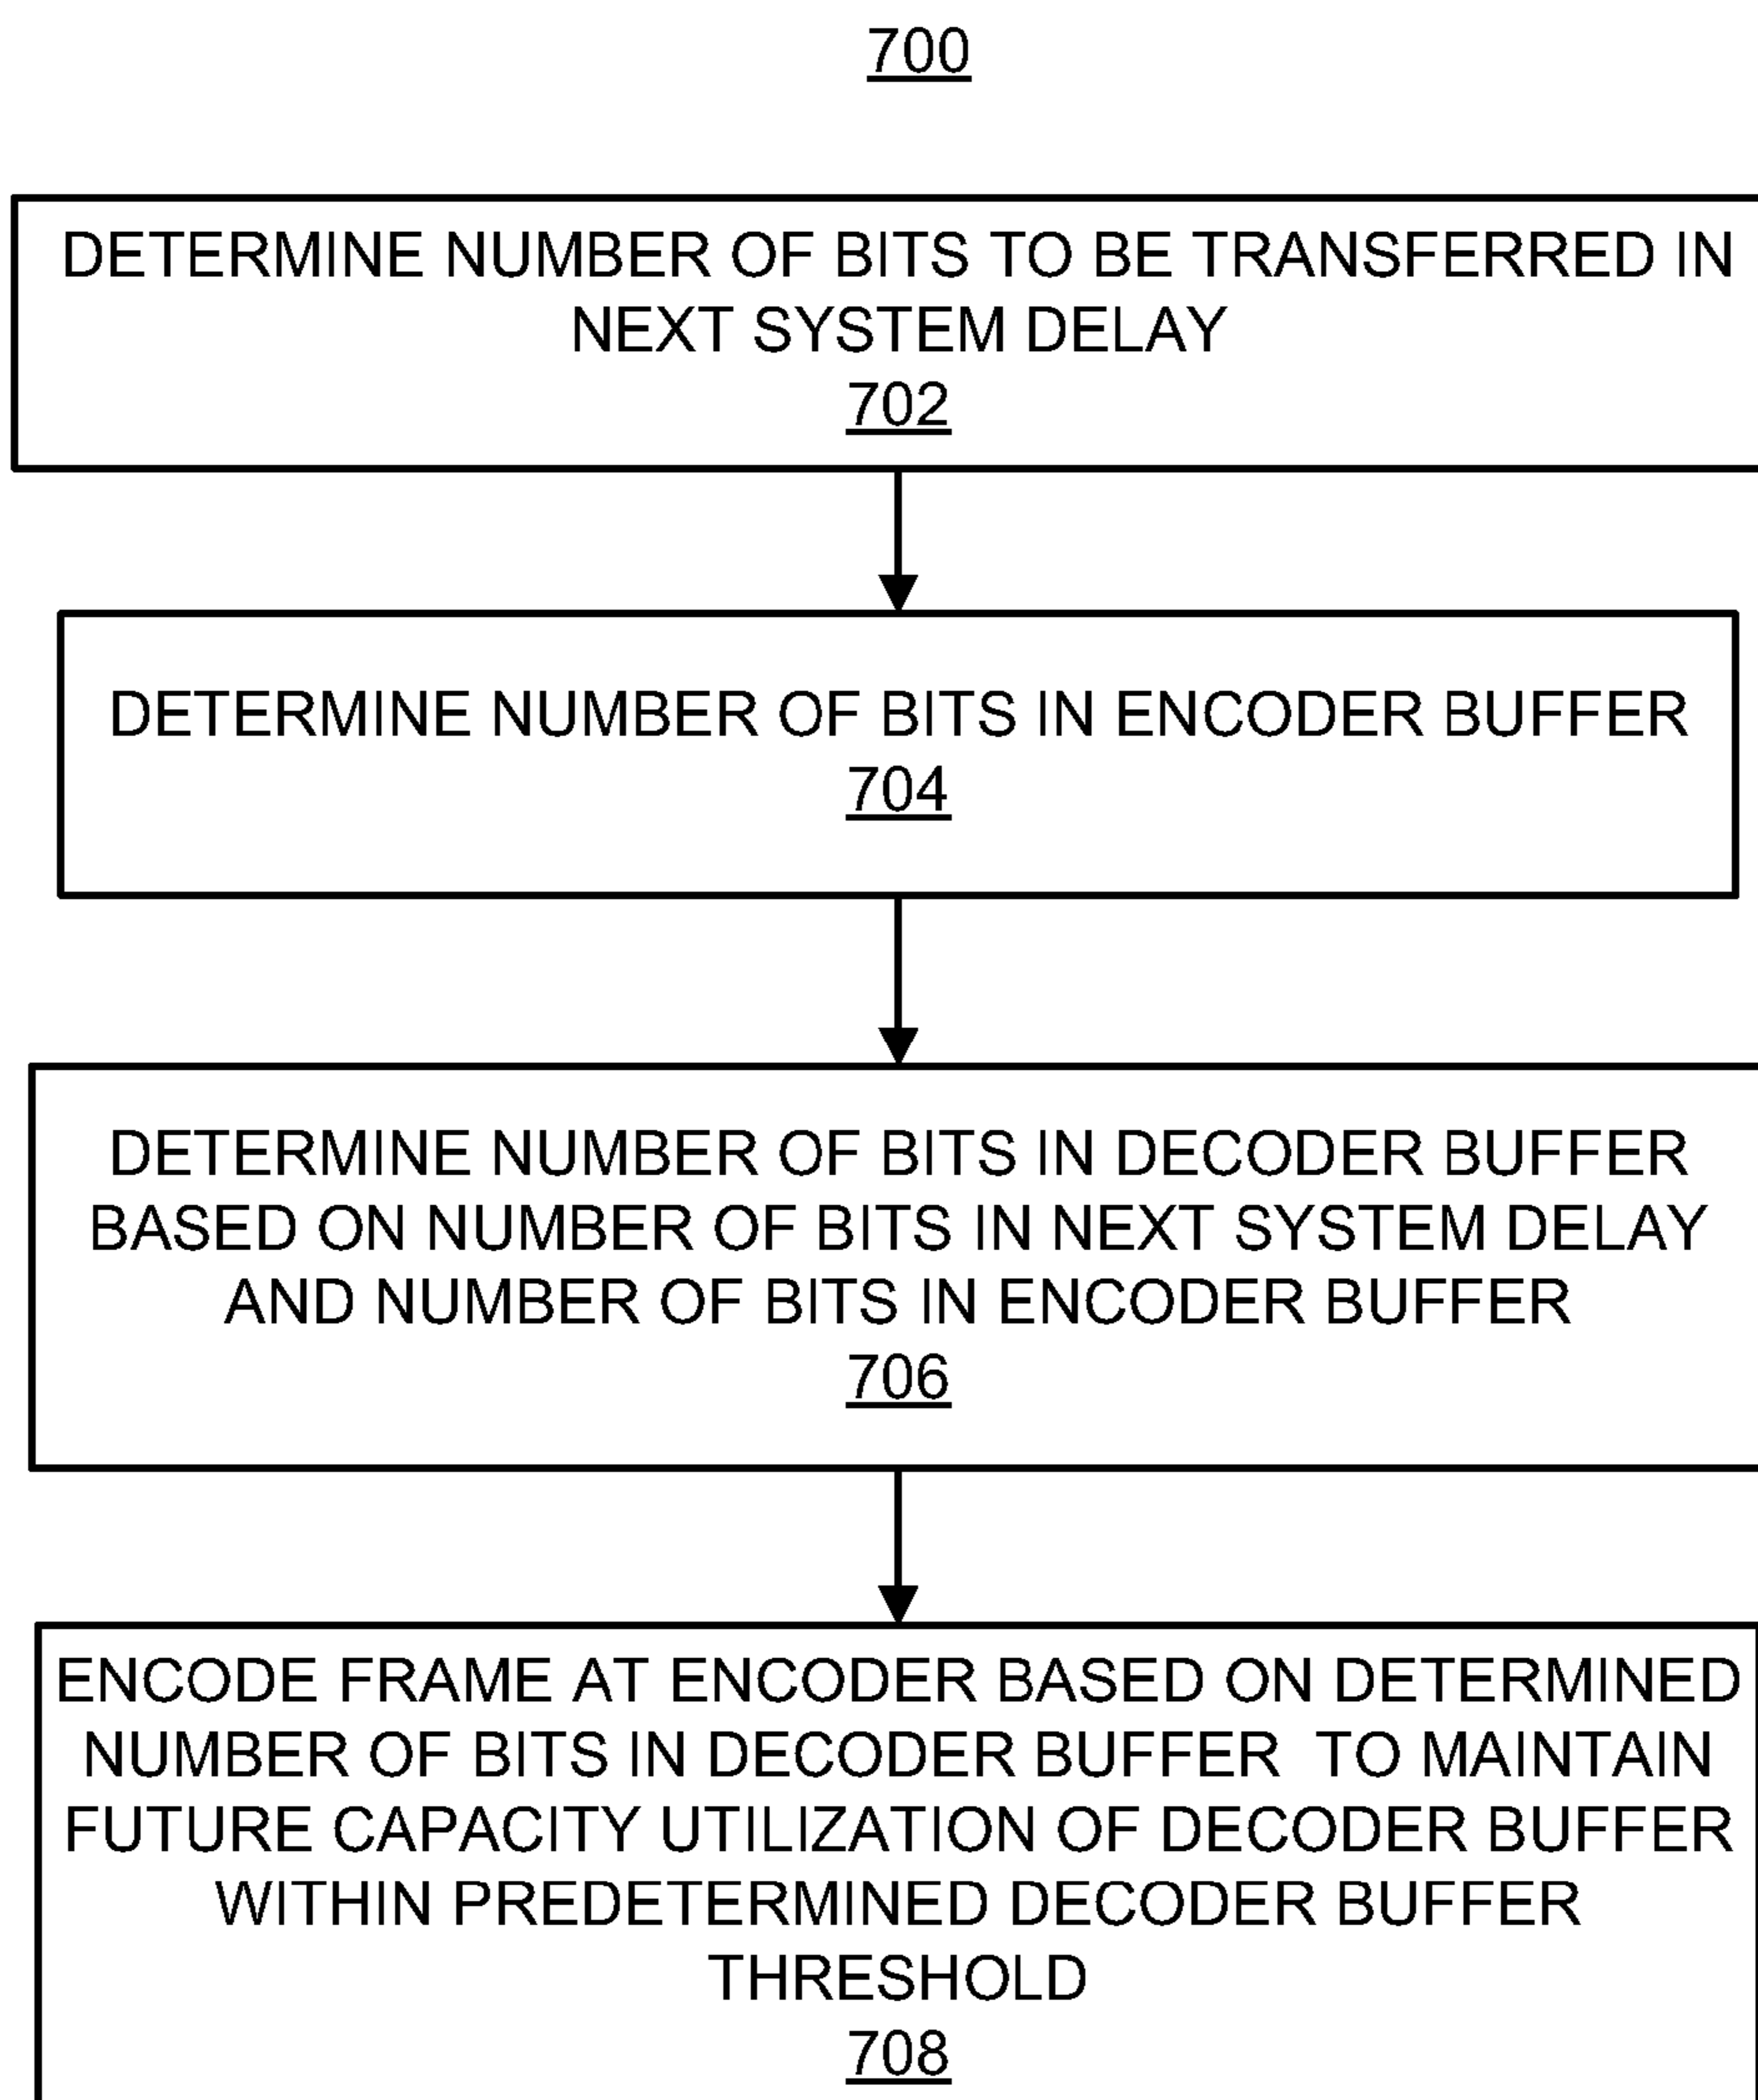 700
DETERMINE NUMBER OF BITS TO BE TRANSFERRED IN
NEXT SYSTEM DELAY
702
DETERMINE NUMBER OF BITS IN ENCODER BUFFER
704
DETERMINE NUMBER OF BITS IN DECODER BUFFER
BASED ON NUMBER OF BITS IN NEXT SYSTEM DELAY
AND NUMBER OF BITS IN ENCODER BUFFER
706
ENCODE FRAME AT ENCODER BASED ON DETERMINED
NUMBER OF BITS IN DECODER BUFFER TO MAINTAIN
FUTURE CAPACITY UTILIZATION OF DECODER BUFFER
WITHIN PREDETERMINED DECODER BUFFER
THRESHOLD
708